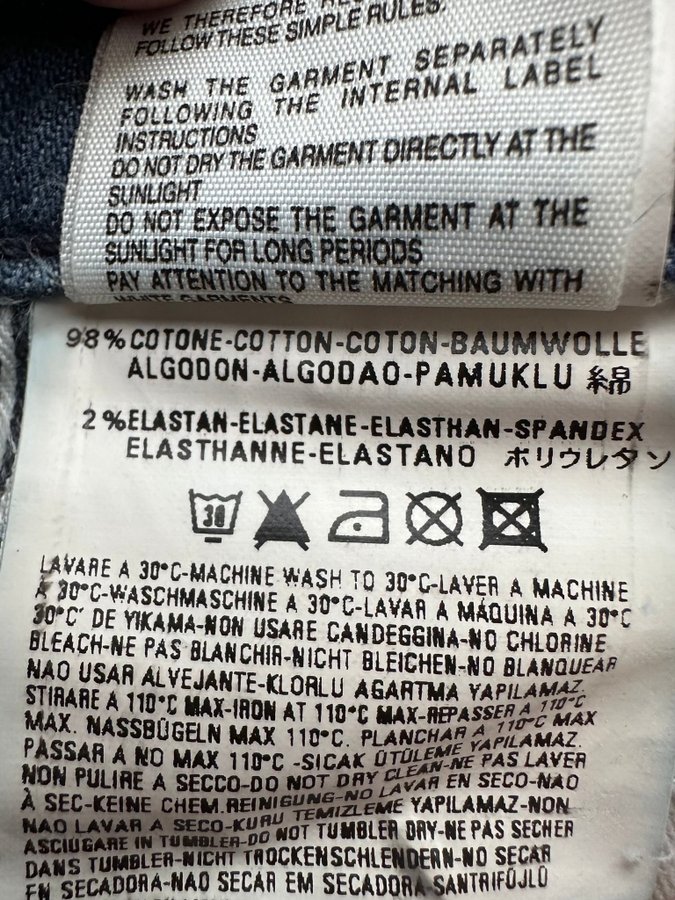 WE THEREFORE
FOLLOW THESE SIMPLE RULES.
WASH THE GARMENT SEPARATELY
FOLLOWING THE INTERNAL LABEL
INSTRUCTIONS
DO NOT DRY THE GARMENT DIRECTLY AT THE
SUNLIGHT
DO NOT EXPOSE THE GARMENT AT THE
SUNLIGHT FOR LONG PERIODS
PAY ATTENTION TO THE MATCHING WITH
WHITE GARMENTS
98%COTONE-COTTON-COTON-BAUMWOLLE
ALGODON-ALGODAO-PAMUKLU 綿
2%ELASTAN-ELASTANE-ELASTHAN-SPANDEX
ELASTHANNE-ELASTANO ポリウレタン
30
LAVARE A 30°C-MACHINE WASH TO 30°C-LAVER A MACHINE
A 30°C-WASCHMASCHINE A 30°C-LAVAR A MÁQUINA A 30°C
30°C' DE YIKAMA-NON USARE CANDEGGINA-NO CHLORINE
BLEACH-NE PAS BLANCHIR-NICHT BLEICHEN-NO BLANQUEAR
NAO USAR ALVEJANTE-KLORLU AGARTMA YAPILAMAZ.
STIRARE A 110°C MAX-IRON AT 110°C MAX-REPASSER A 110°C
MAX. NASSBÜGELN MAX 110°C. PLANCHAR A 110°C MAX
PASSAR A NO MAX 110°C -SICAK ÜTÜLEME YAPILAMAZ.
NON PULIRE A SECCO-DO NOT DRY CLEAN-NE PAS LAVER
À SEC-KEINE CHEM.REINIGUNG-NO LAVAR EN SECO-NAO
NAO LAVAR A SECO-KURU TEMIZLEME YAPILAMAZ-NON
ASCIUGARE IN TUMBLER-DO NOT TUMBLER DRY-NE PAS SECHER
DANS TUMBLER-NICHT TROCKENSCHLENDERN-NO SECAR
EN SECADORA-NAO SECAR EM SECADORA-SANTRIFÜJLÜ